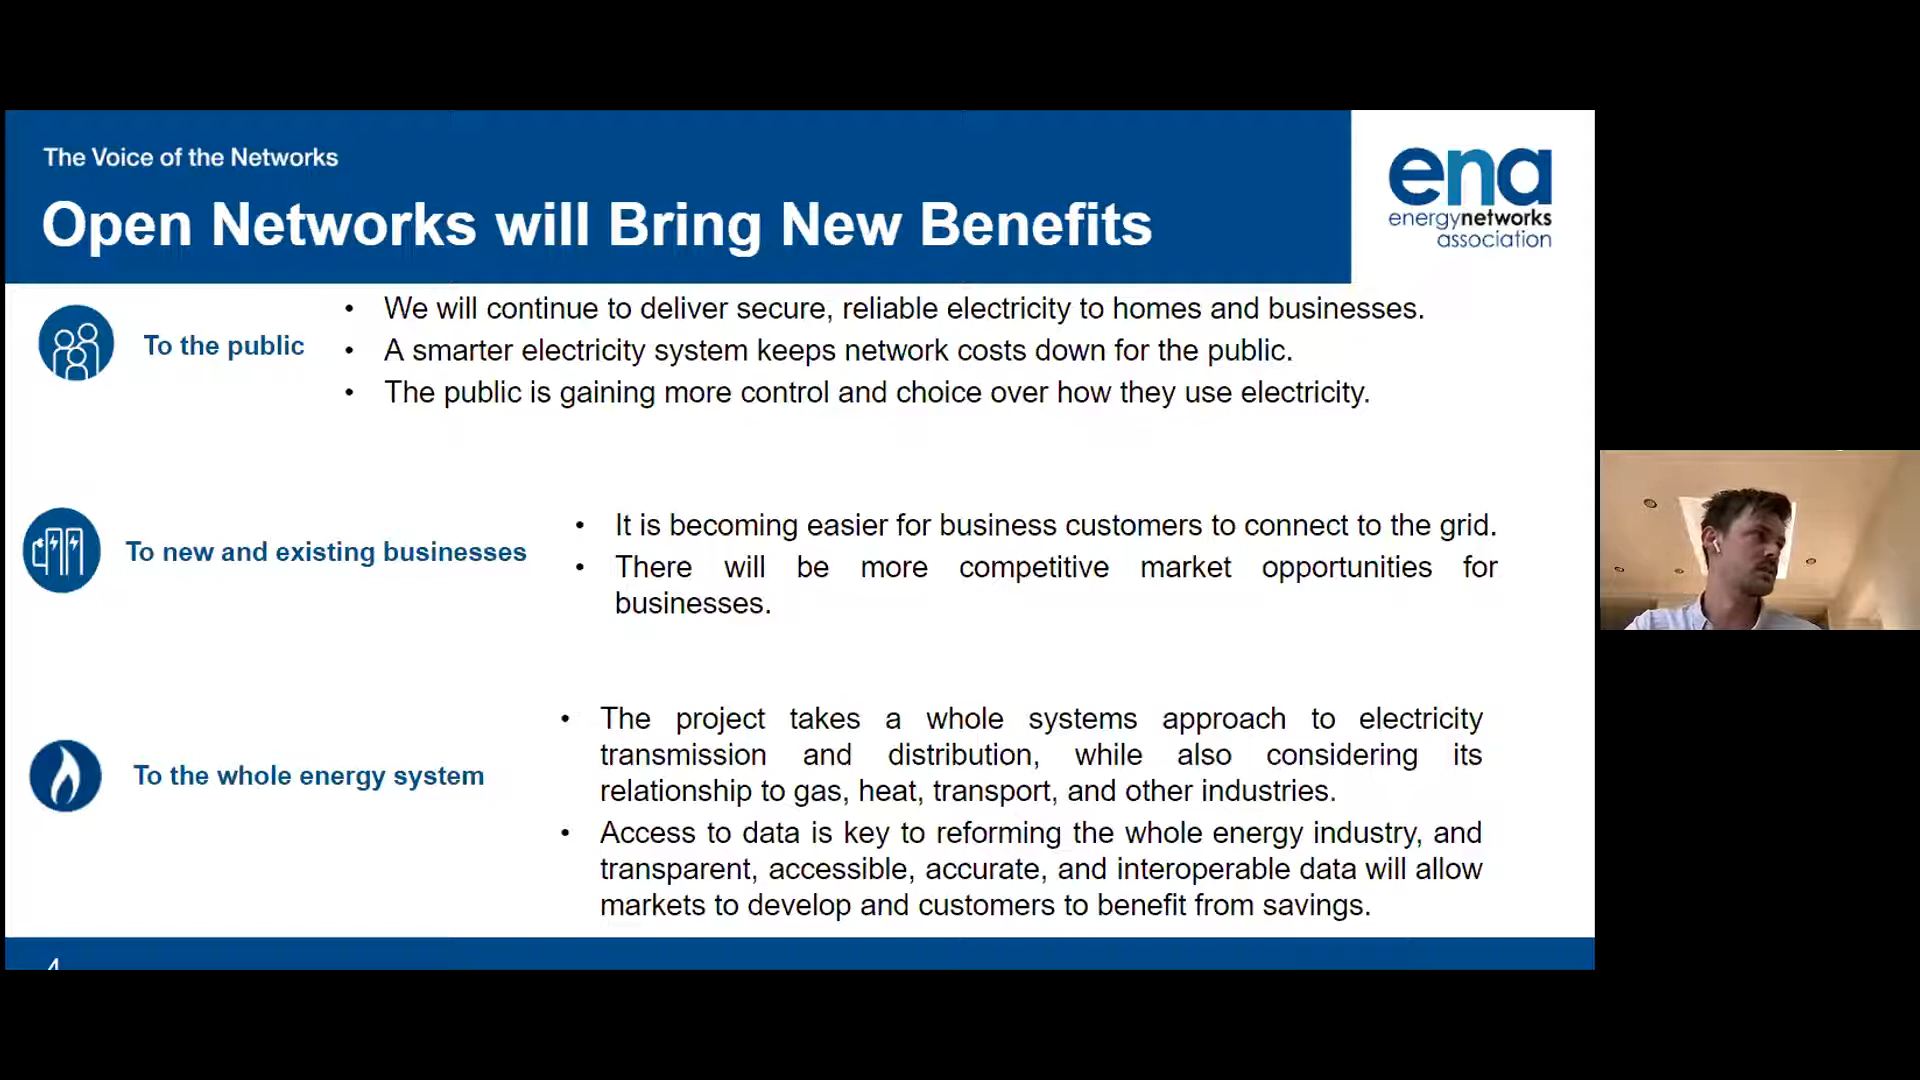 The Voice of the Networks
Open Networks will Bring New Benefits
ena
energynetworks
association
To the public
• We will continue to deliver secure, reliable electricity to homes and businesses.
• A smarter electricity system keeps network costs down for the public.
• The public is gaining more control and choice over how they use electricity.
To new and existing businesses
• It is becoming easier for business customers to connect to the grid.
• There will be more competitive market opportunities for
businesses.
To the whole energy system
• The project takes a whole systems approach to electricity
transmission and distribution, while also considering its
relationship to gas, heat, transport, and other industries.
• Access to data is key to reforming the whole energy industry, and
transparent, accessible, accurate, and interoperable data will allow
markets to develop and customers to benefit from savings.
4